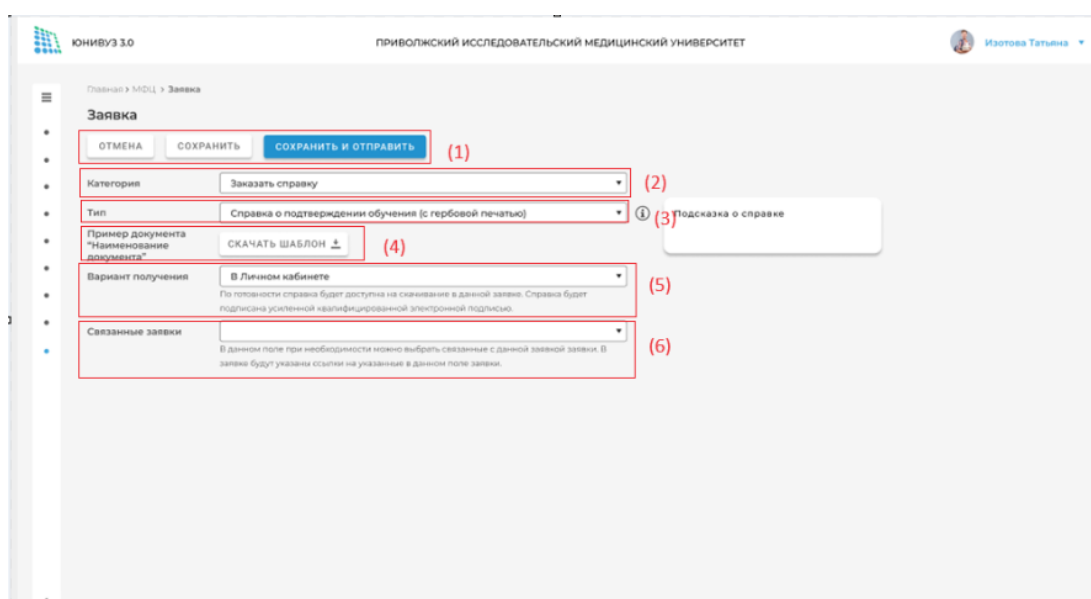 ЮНИВУЗ 3.0
ПРИВОЛЖСКИЙ ИССЛЕДОВАТЕЛЬСКИЙ МЕДИЦИНСКИЙ УНИВЕРСИТЕТ
Изотова Татьяна
Главная > МФЦ > Заявка
Заявка
ОТМЕНА СОХРАНИТЬ СОХРАНИТЬ И ОТПРАВИТЬ (1)
Категория Заказать справку (2)
Тип Справка о подтверждении обучения (с гербовой печатью) (3) Подсказка о справке
Пример документа
"Наименование
документа"
СКАЧАТЬ ШАБЛОН (4)
Вариант получения В Личном кабинете (5)
По готовности справка будет доступна на скачивание в данной заявке. Справка будет
подписана усиленной квалифицированной электронной подписью.
Связанные заявки (6)
В данном поле при необходимости можно выбрать связанные с данной заявкой заявки. В
заявке будут указаны ссылки на указанные в данном поле заявки.